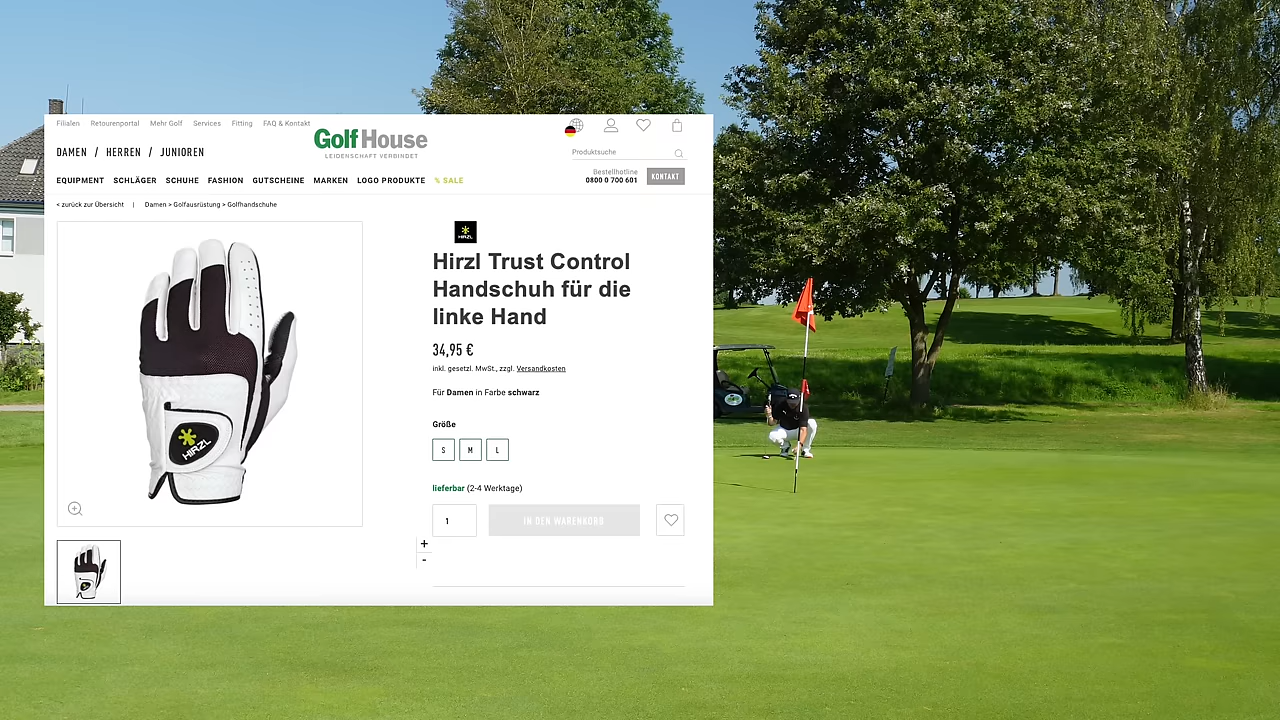 Filialen Retourenportal Mehr Golf Services Fitting FAQ & Kontakt
GolfHouse
LEIDENSCHAFT VERBINDET
DAMEN / HERREN / JUNIOREN
Produktsuche
Bestellhotline
0800 0 700 601
KONTAKT
EQUIPMENT SCHLÄGER SCHUHE FASHION GUTSCHEINE MARKEN LOGO PRODUKTE % SALE
< zurück zur Übersicht | Damen > Golfausrüstung > Golfhandschuhe
HIRZL
Hirzl Trust Control
Handschuh für die
linke Hand
34,95 €
inkl. gesetzl. MwSt., zzgl. Versandkosten
Für Damen in Farbe schwarz
Größe
S M L
lieferbar (2-4 Werktage)
1
IN DEN WARENKORB
+
-
HIRZL